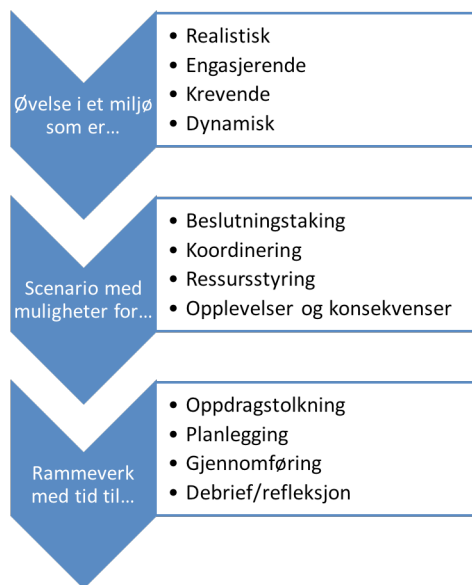 Øvelse i et miljø
som er...
• Realistisk
• Engasjerende
• Krevende
• Dynamisk
Scenario med
muligheter for...
• Beslutningstaking
• Koordinering
• Ressursstyring
• Opplevelser og konsekvenser
Rammeverk
med tid til...
• Oppdragstolkning
• Planlegging
• Gjennomføring
• Debrief/refleksjon